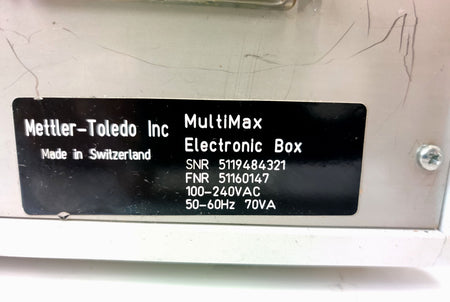 Mettler-Toledo Inc
Made in Switzerland
MultiMax
Electronic Box
SNR 5119484321
FNR 51160147
100-240VAC
50-60Hz 70VA